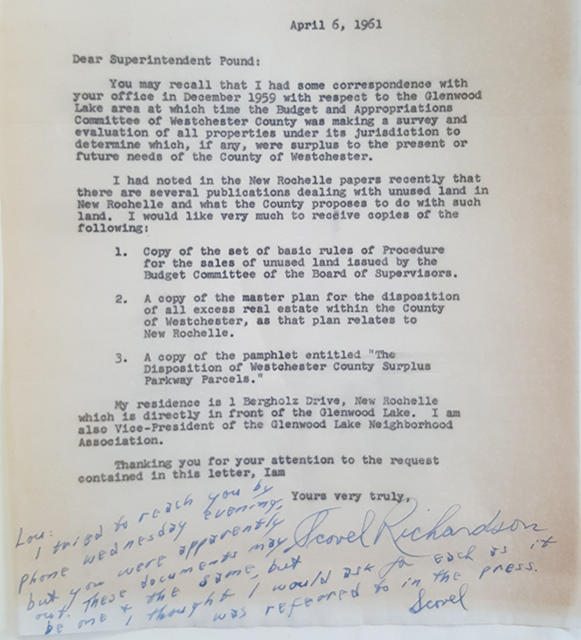 April 6, 1961
Dear Superintendent Pound:
You may recall that I had some correspondence with
your office in December 1959 with respect to the Glenwood
Lake area at which time the Budget and Appropriations
Committee of Westchester County was making a survey and
evaluation of all properties under its jurisdiction to
determine which, if any, were surplus to the present or
future needs of the County of Westchester.
I had noted in the New Rochelle papers recently that
there are several publications dealing with unused land in
New Rochelle and what the County proposes to do with such
land. I would like very much to receive copies of the
following:
1. Copy of the set of basic rules of Procedure
for the sales of unused land issued by the
Budget Committee of the Board of Supervisors.
2. A copy of the master plan for the disposition
of all excess real estate within the County
of Westchester, as that plan relates to
New Rochelle.
3. A copy of the pamphlet entitled "The
Disposition of Westchester County Surplus
Parkway Parcels."
My residence is 1 Bergholz Drive, New Rochelle
which is directly in front of the Glenwood Lake. I am
also Vice-President of the Glenwood Lake Neighborhood
Association.
Thanking you for your attention to the request
contained in this letter, Iam
Yours very truly,
Scovel Richardson
Lou:
I tried to reach you by
phone Wednesday evening,
but you were apparently
out. These documents may
be one & the same, but
I thought I would ask for each as it
was referred to in the press.
Scovel